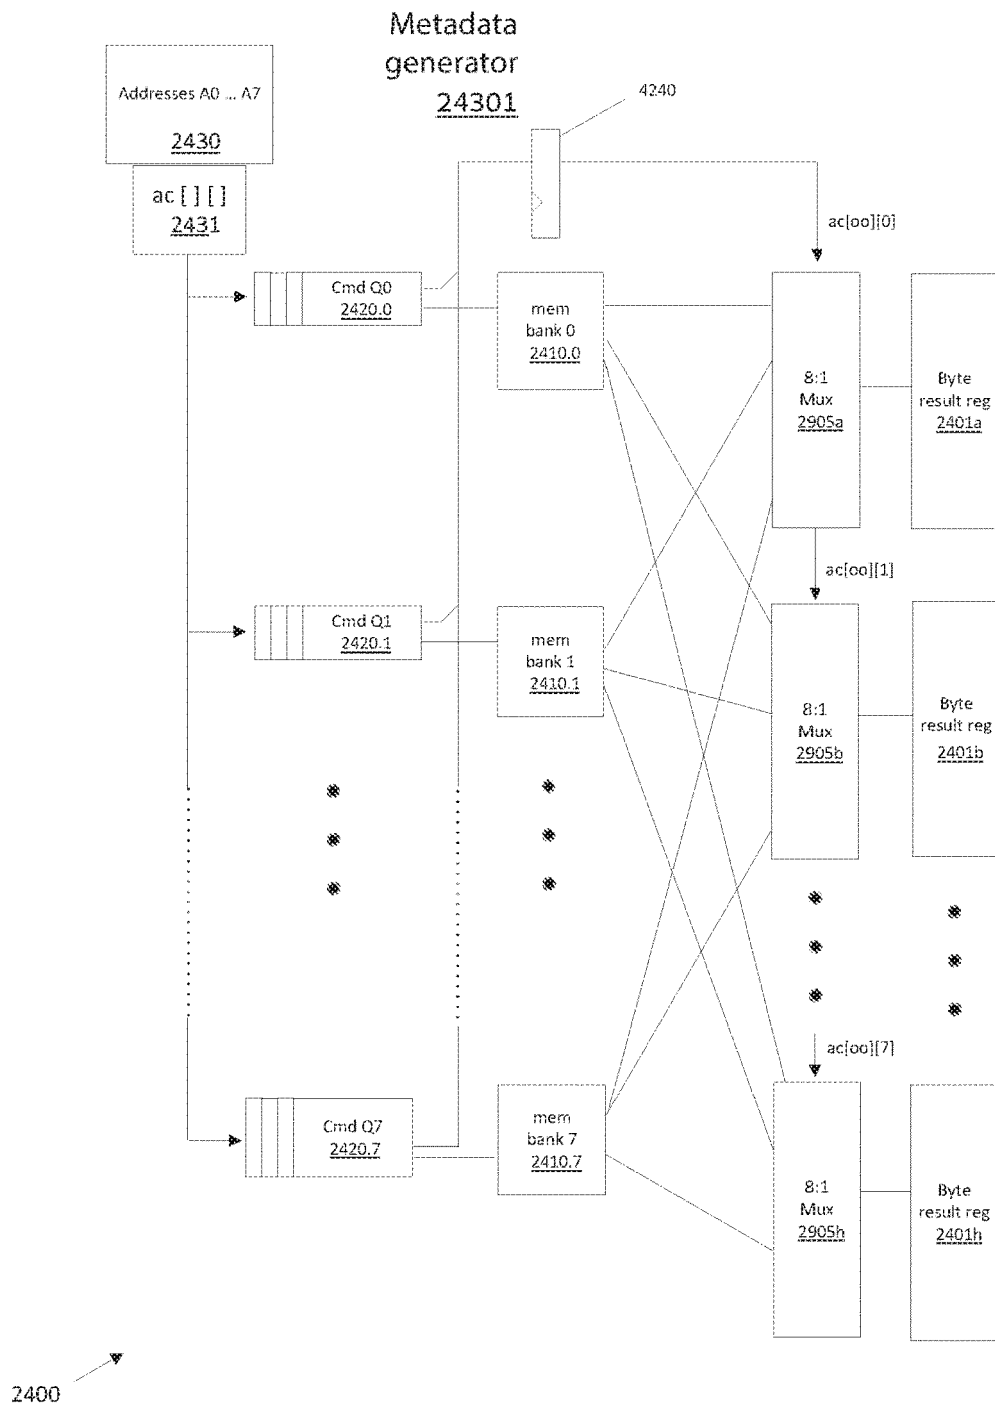 Metadata
generator
24301
4240
Addresses A0 ... A7
2430
ac [ ] [ ]
2431
ac[oo][0]
Cmd Q0
2420.0
mem
bank 0
2410.0
8:1
Mux
2905a
Byte
result reg
2401a
ac[oo][1]
Cmd Q1
2420.1
mem
bank 1
2410.1
8:1
Mux
2905b
Byte
result reg
2401b
ac[oo][7]
Cmd Q7
2420.7
mem
bank 7
2410.7
8:1
Mux
2905h
Byte
result reg
2401h
2400